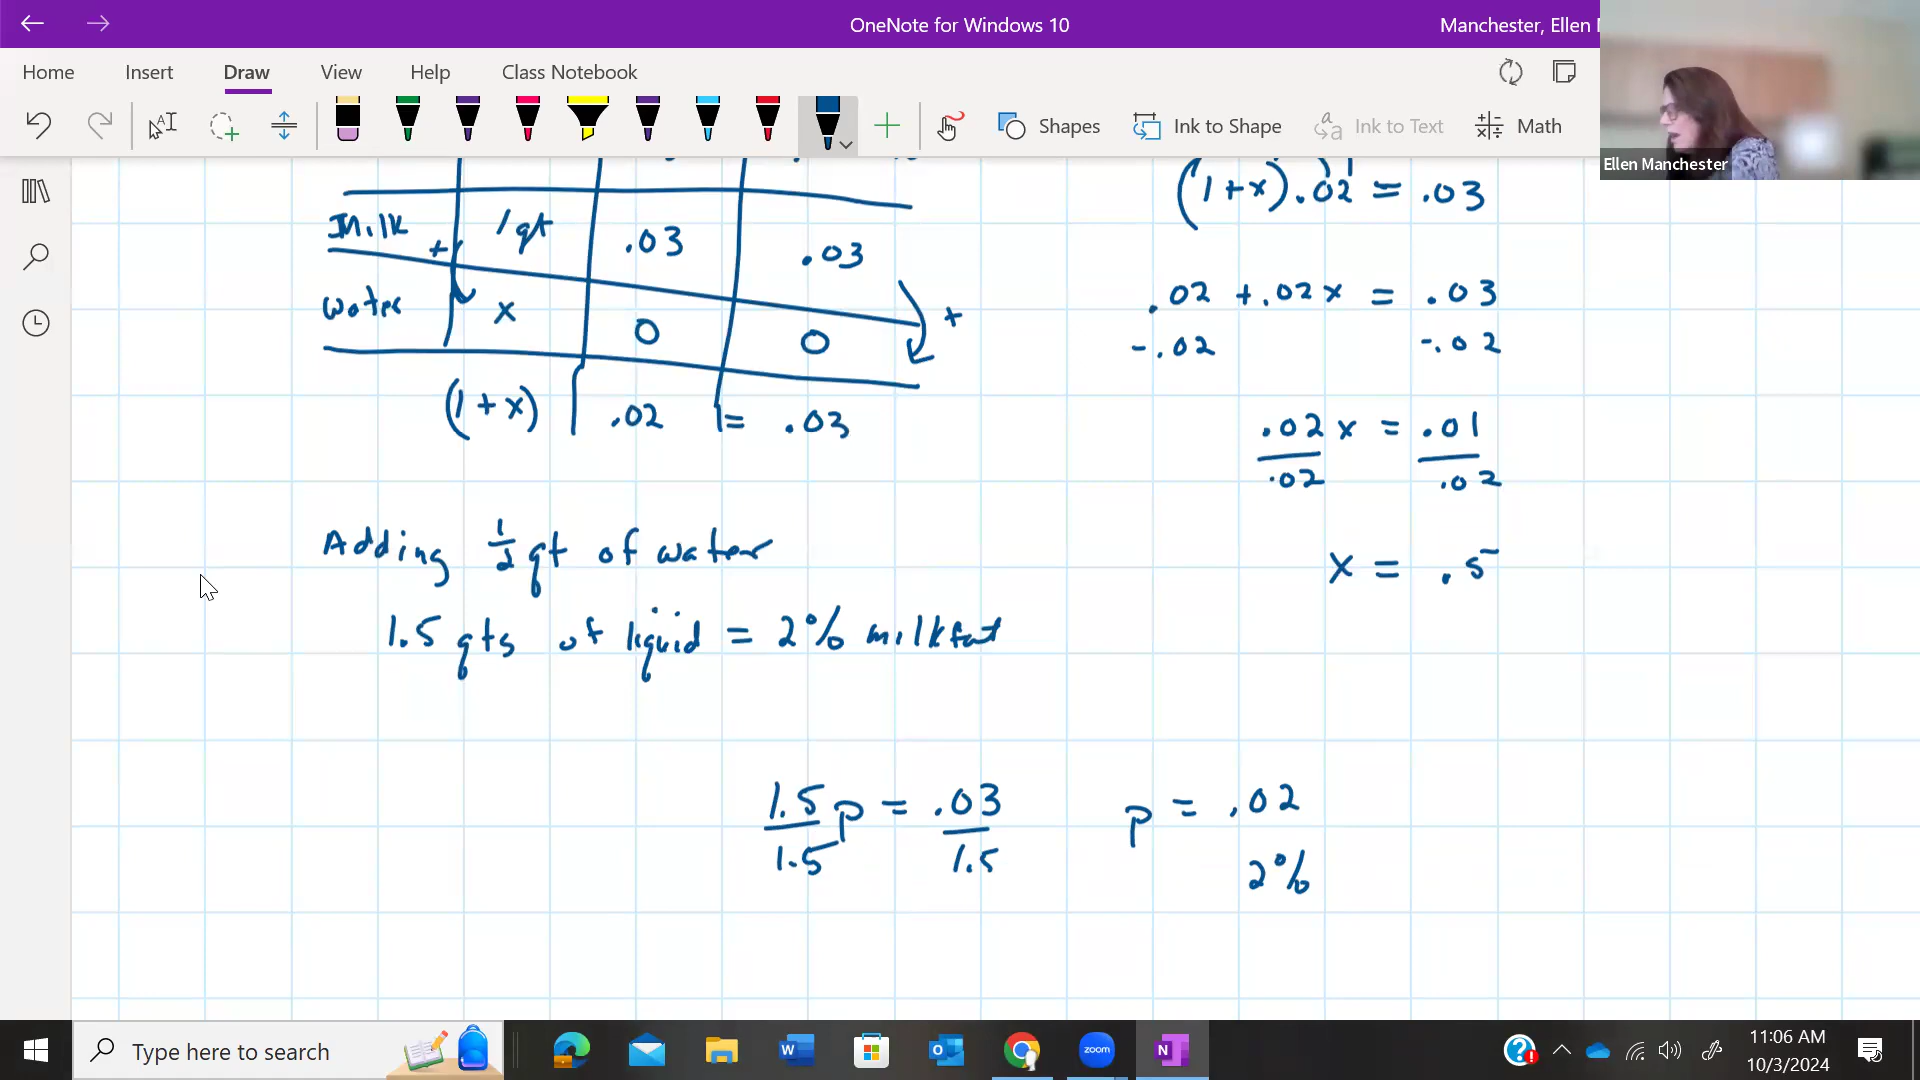 OneNote for Windows 10
Manchester, Ellen
Home Insert Draw View Help Class Notebook
Shapes Ink to Shape Ink to Text Math
Ellen Manchester
Milk 1qt .03 .03
+
water x 0 0 +
(1 + x) .02 = .03
(1 + x) .02 = .03
.02 + .02x = .03
-.02 -.02
.02x = .01
.02 .02
x = .5
Adding 1/2 qt of water
1.5 qts of liquid = 2% milkfat
1.5p = .03
1.5 1.5
p = .02
2%
Type here to search
zoom
11:06 AM
10/3/2024